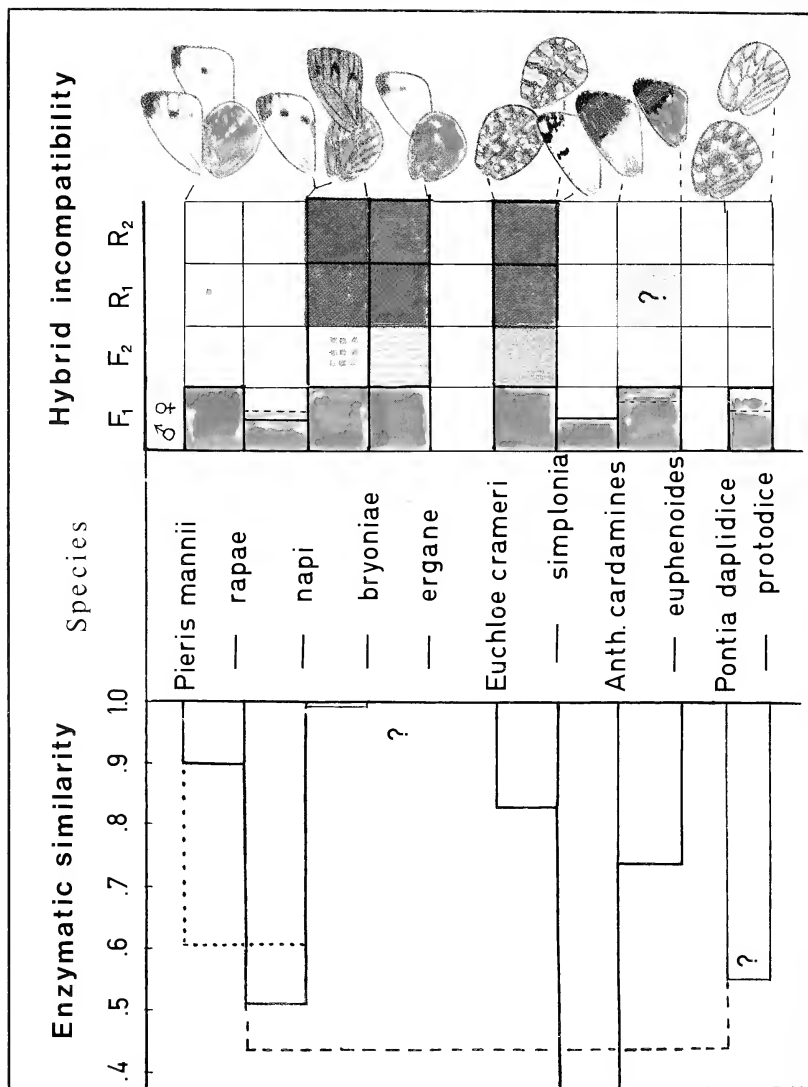 Hybrid incompatibility
R₂
R₁
?
F₂
F₁
♂ ♀
Species
Pieris mannii
— rapae
— napi
— bryoniae
— ergane
Euchloe crameri
— simplonia
Anth. cardamines
— euphenoides
Pontia daplidice
— protodice
Enzymatic similarity
1.0
.9
.8
.7
.6
.5
.4
?
?